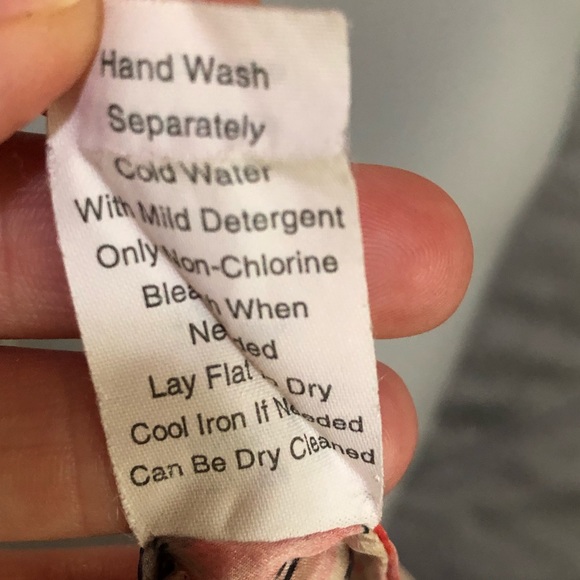 Hand Wash
Separately
Cold Water
With Mild Detergent
Only Non-Chlorine
Bleach When
Needed
Lay Flat to Dry
Cool Iron If Needed
Can Be Dry Cleaned